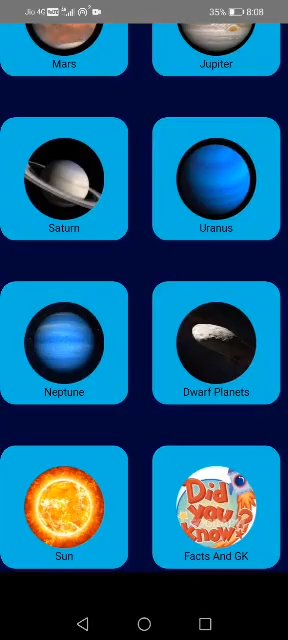 Jio 4G 35% 8:08
Mars Jupiter
Saturn Uranus
Neptune Dwarf Planets
Did
you
know?
Sun Facts And GK